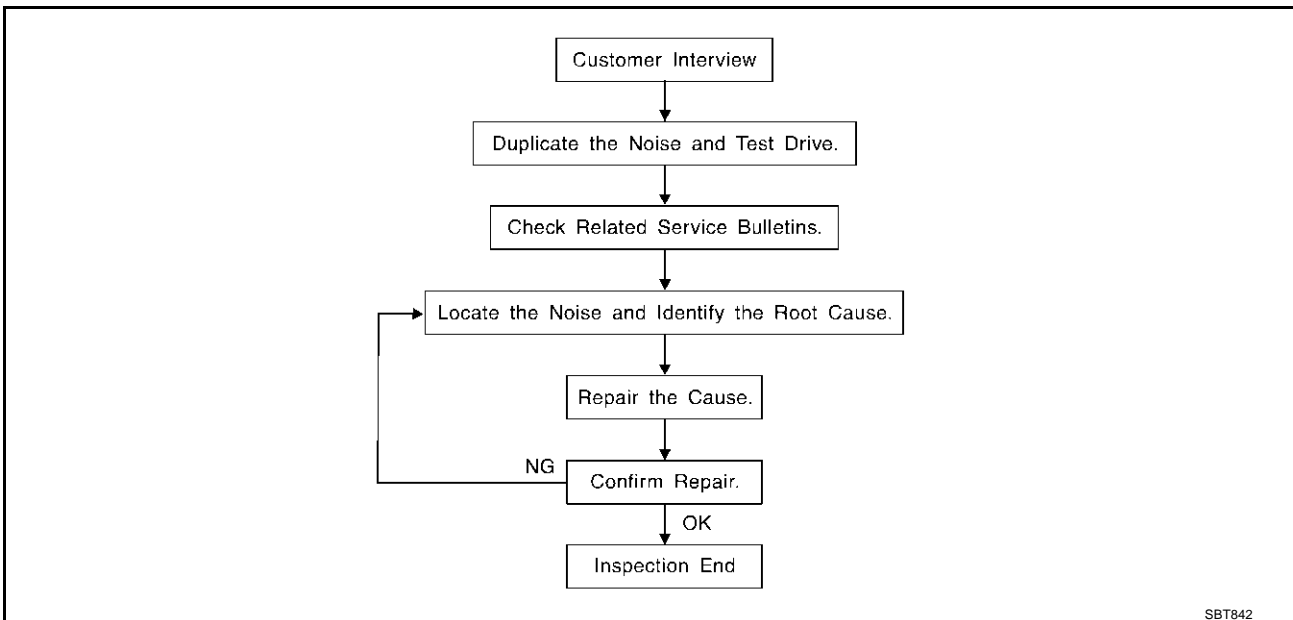 Customer Interview
Duplicate the Noise and Test Drive.
Check Related Service Bulletins.
Locate the Noise and Identify the Root Cause.
Repair the Cause.
NG
Confirm Repair.
OK
Inspection End
SBT842